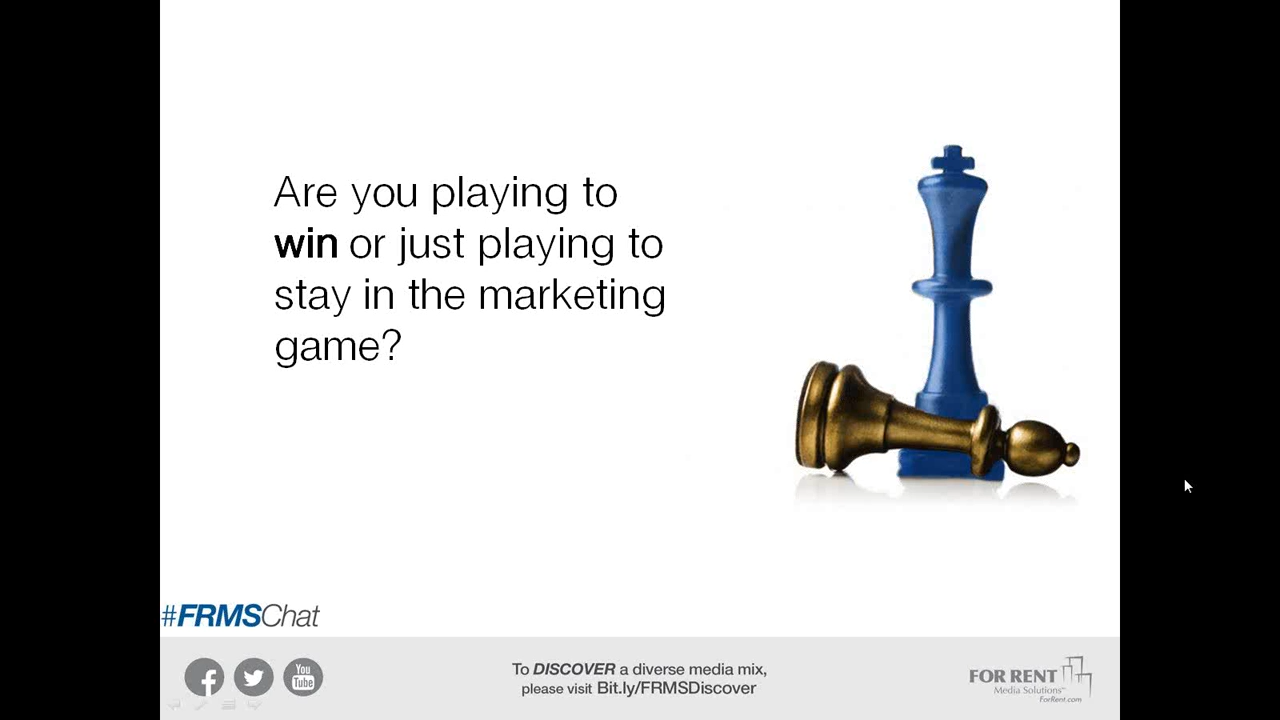 Are you playing to
win or just playing to
stay in the marketing
game?
#FRMSChat
You
Tube
To DISCOVER a diverse media mix,
please visit Bit.ly/FRMSDiscover
FOR RENT
Media Solutions™
ForRent.com